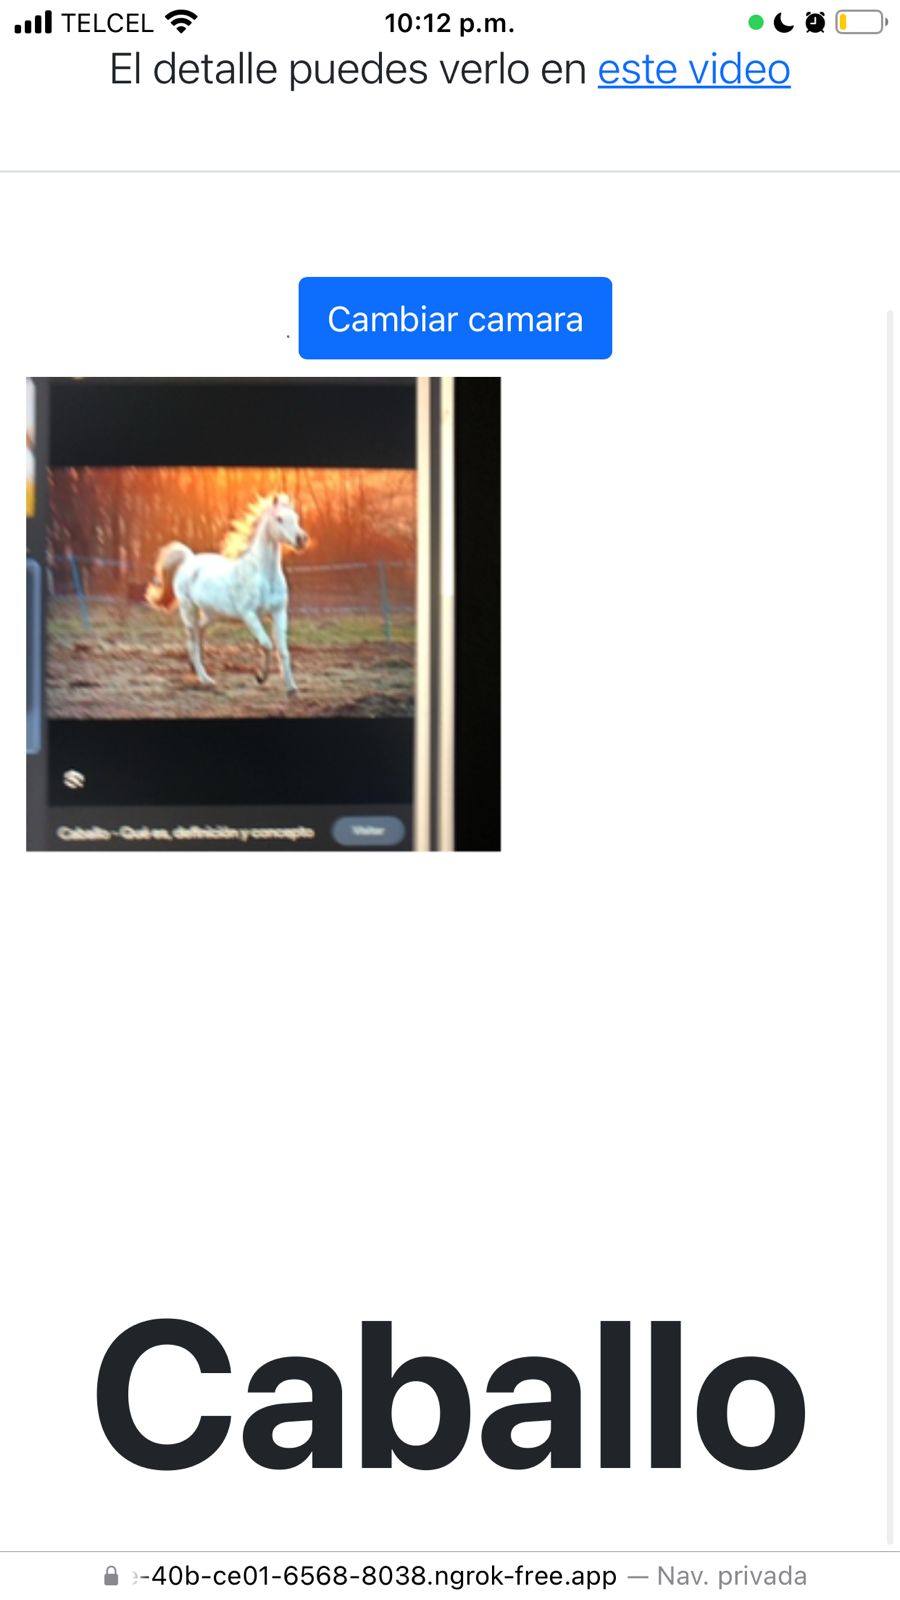 TELCEL 10:12 p.m.
El detalle puedes verlo en este video
Cambiar camara
Caballo - Qué es, definición y concepto
Visitar
Caballo
-40b-ce01-6568-8038.ngrok-free.app — Nav. privada